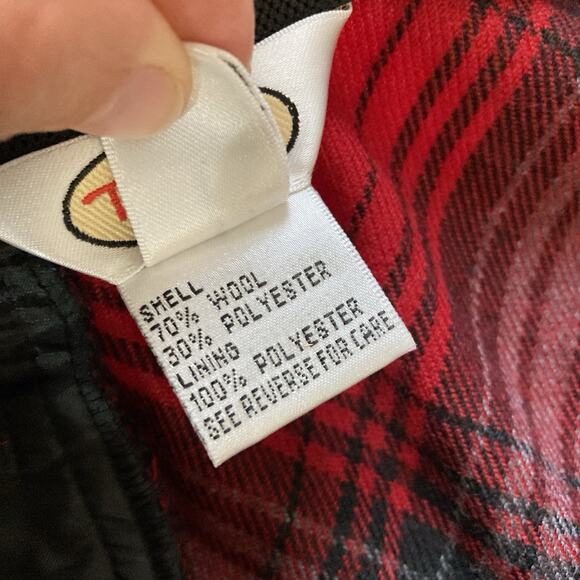 T
SHELL
70% WOOL
30% POLYESTER
LINING
100% POLYESTER
SEE REVERSE FOR CARE